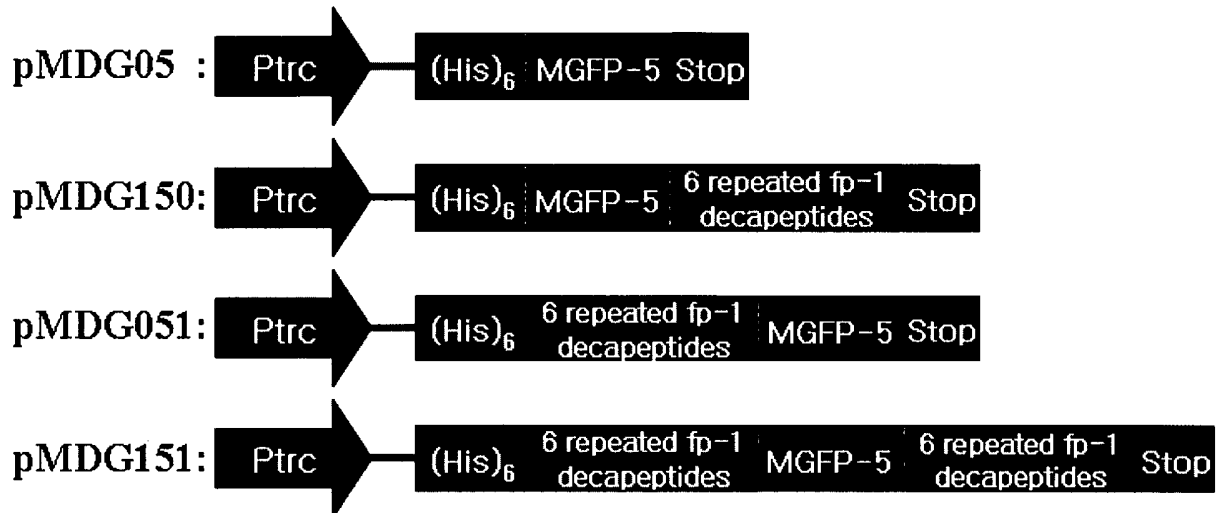 pMDG05 : Ptrc (His)6 MGFP-5 Stop
pMDG150: Ptrc (His)6 MGFP-5 6 repeated fp-1 decapeptides Stop
pMDG051: Ptrc (His)6 6 repeated fp-1 decapeptides MGFP-5 Stop
pMDG151: Ptrc (His)6 6 repeated fp-1 decapeptides MGFP-5 6 repeated fp-1 decapeptides Stop